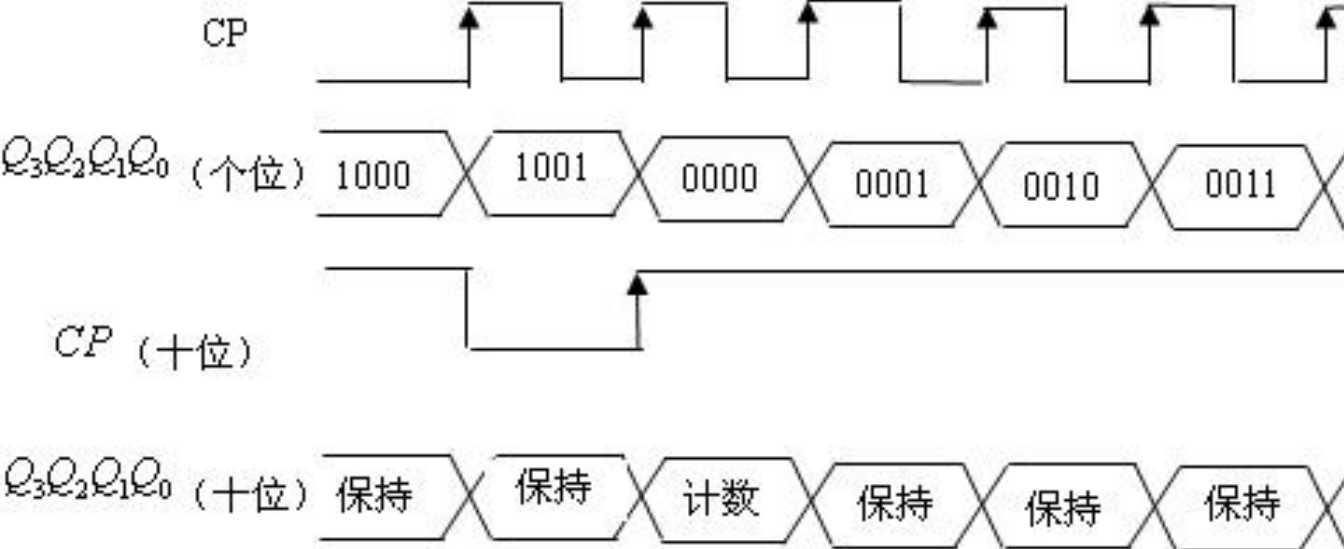 CP
Q₃Q₂Q₁Q₀（个位） 1000 1001 0000 0001 0010 0011
CP（十位）
Q₃Q₂Q₁Q₀（十位） 保持 保持 计数 保持 保持 保持